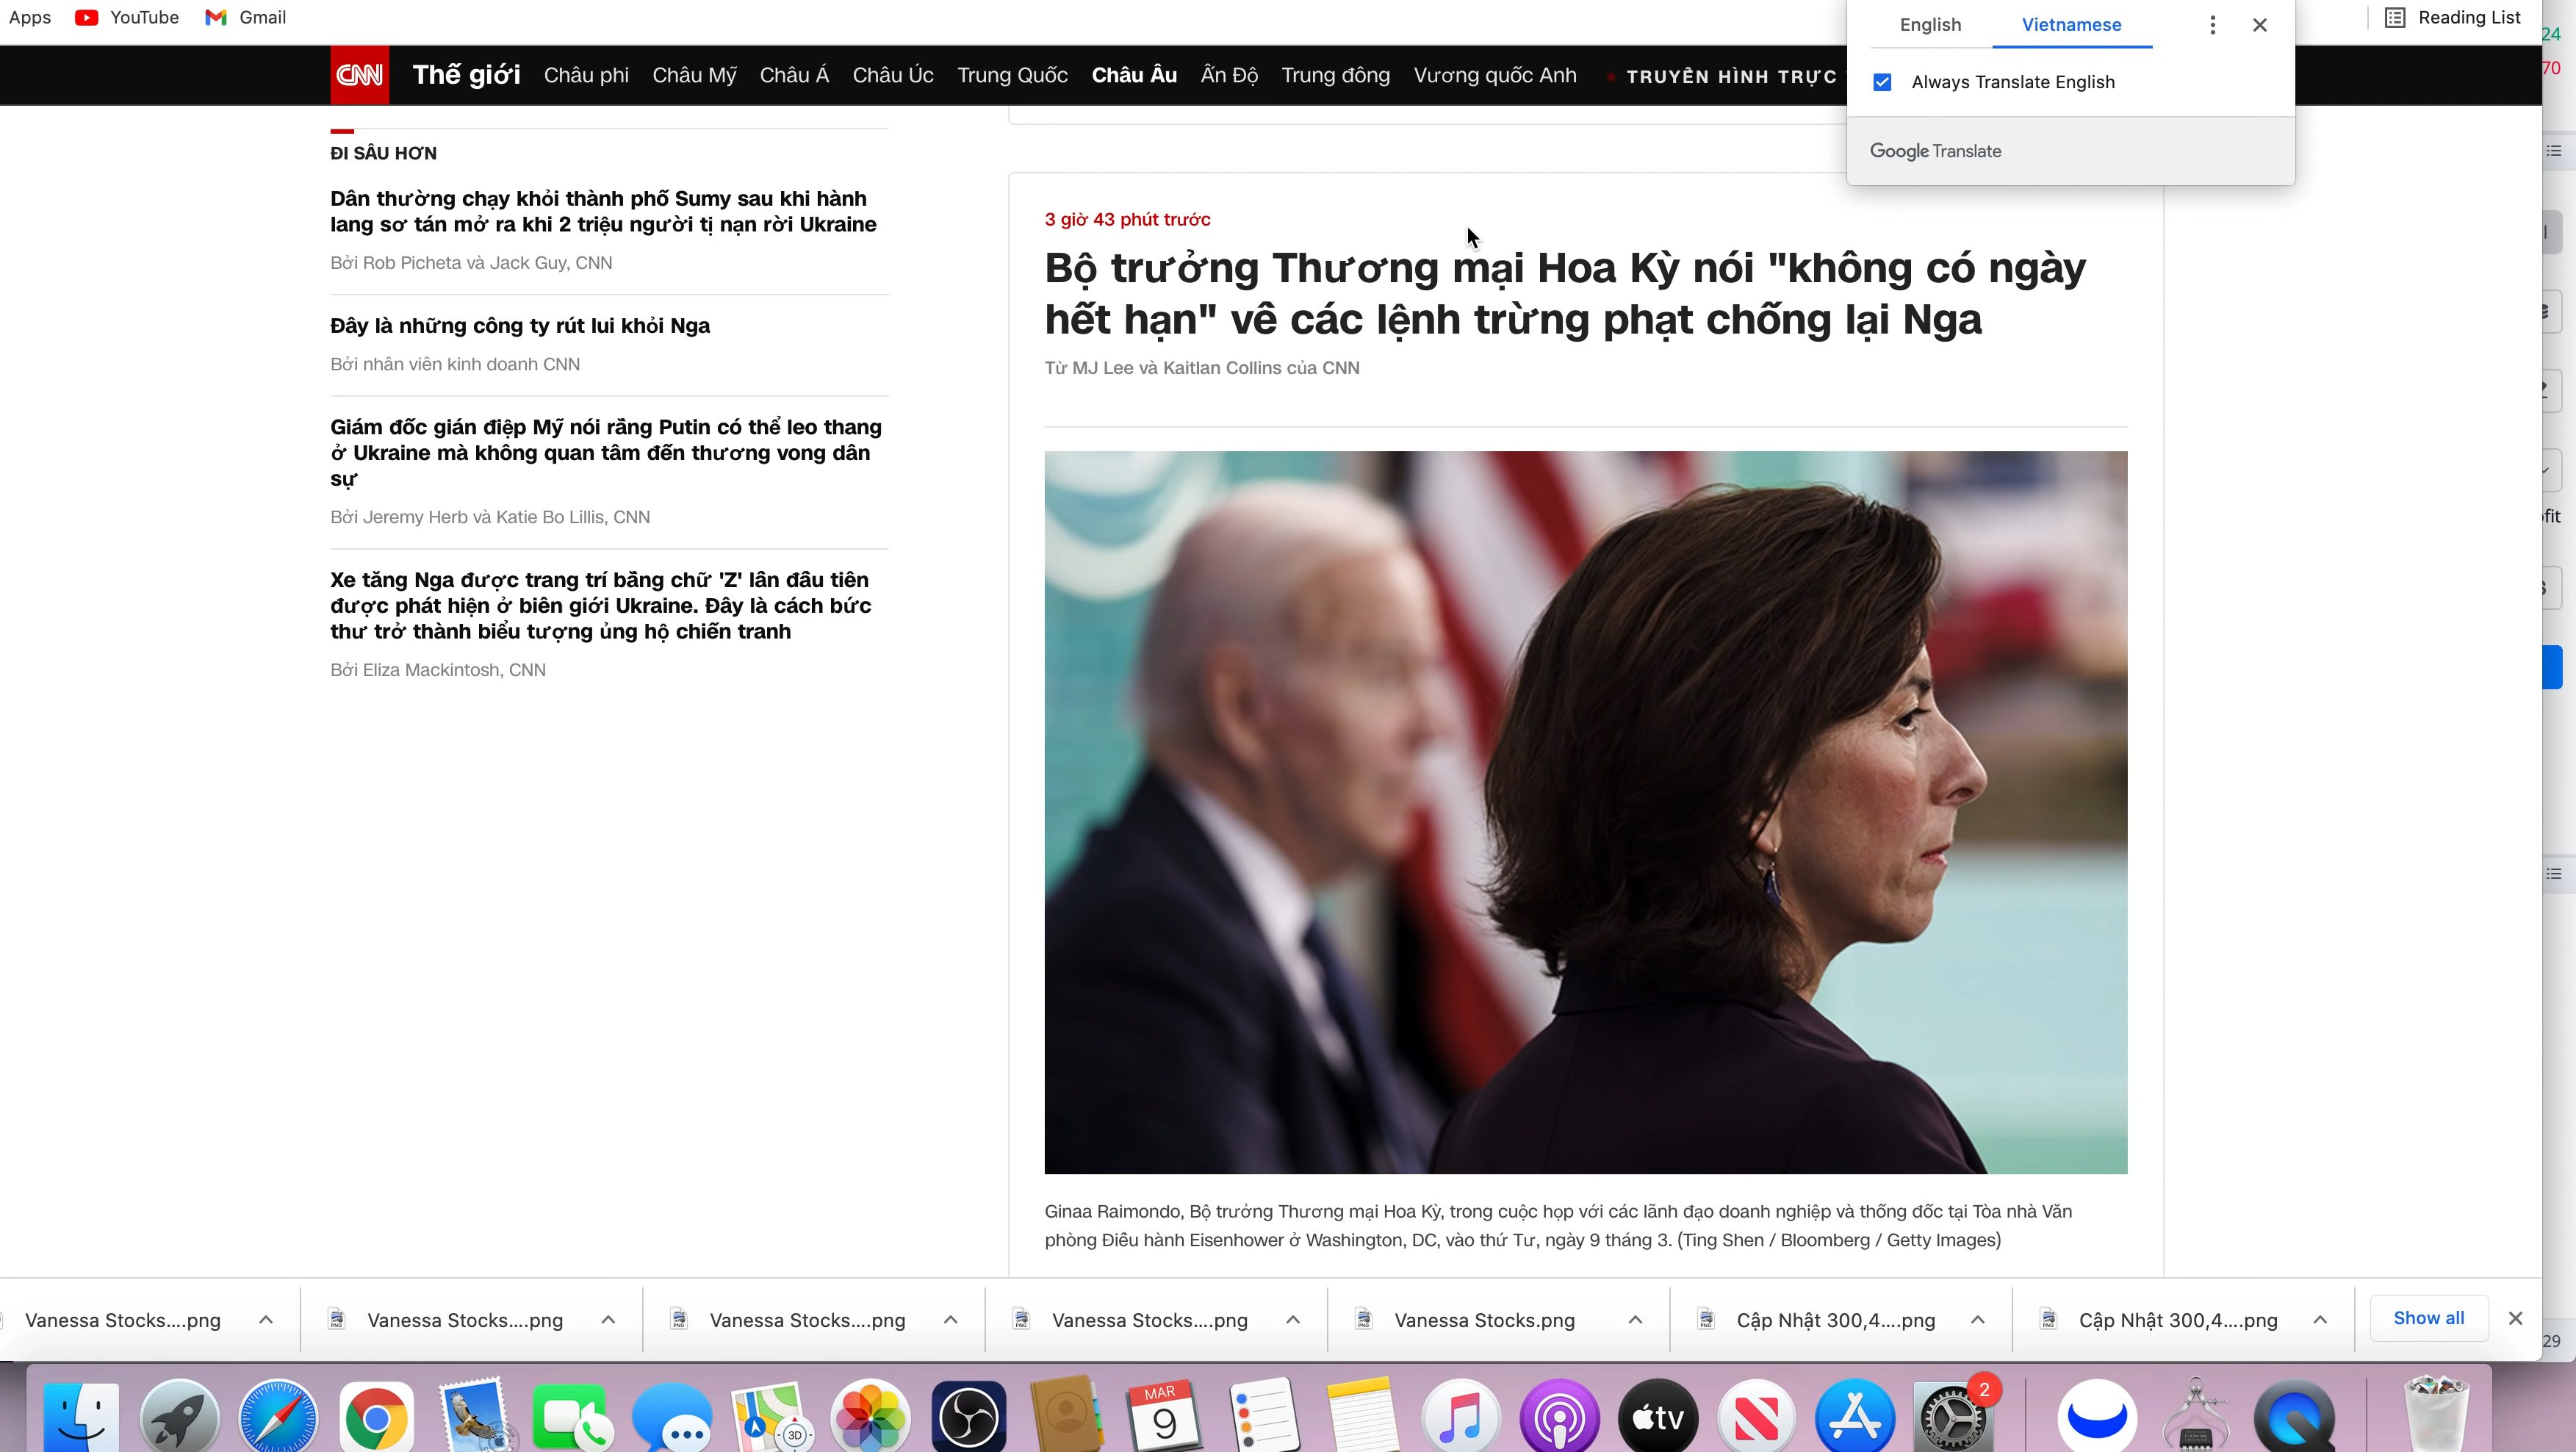 Apps YouTube Gmail Reading List
English Vietnamese
Always Translate English
Google Translate
CNN Thế giới Châu phi Châu Mỹ Châu Á Châu Úc Trung Quốc Châu Âu Ấn Độ Trung đông Vương quốc Anh TRUYỀN HÌNH TRỰC
24
70
ĐI SÂU HƠN
Dân thường chạy khỏi thành phố Sumy sau khi hành
lang sơ tán mở ra khi 2 triệu người tị nạn rời Ukraine
Bởi Rob Picheta và Jack Guy, CNN
Đây là những công ty rút lui khỏi Nga
Bởi nhân viên kinh doanh CNN
Giám đốc gián điệp Mỹ nói rằng Putin có thể leo thang
ở Ukraine mà không quan tâm đến thương vong dân
sự
Bởi Jeremy Herb và Katie Bo Lillis, CNN
Xe tăng Nga được trang trí bằng chữ 'Z' lần đầu tiên
được phát hiện ở biên giới Ukraine. Đây là cách bức
thư trở thành biểu tượng ủng hộ chiến tranh
Bởi Eliza Mackintosh, CNN
3 giờ 43 phút trước
Bộ trưởng Thương mại Hoa Kỳ nói "không có ngày
hết hạn" về các lệnh trừng phạt chống lại Nga
Từ MJ Lee và Kaitlan Collins của CNN
Ginaa Raimondo, Bộ trưởng Thương mại Hoa Kỳ, trong cuộc họp với các lãnh đạo doanh nghiệp và thống đốc tại Tòa nhà Văn
phòng Điều hành Eisenhower ở Washington, DC, vào thứ Tư, ngày 9 tháng 3. (Ting Shen / Bloomberg / Getty Images)
Vanessa Stocks....png Vanessa Stocks....png Vanessa Stocks....png Vanessa Stocks....png Vanessa Stocks.png Cập Nhật 300,4....png Cập Nhật 300,4....png Show all
29
MAR
9
3D
tv
2